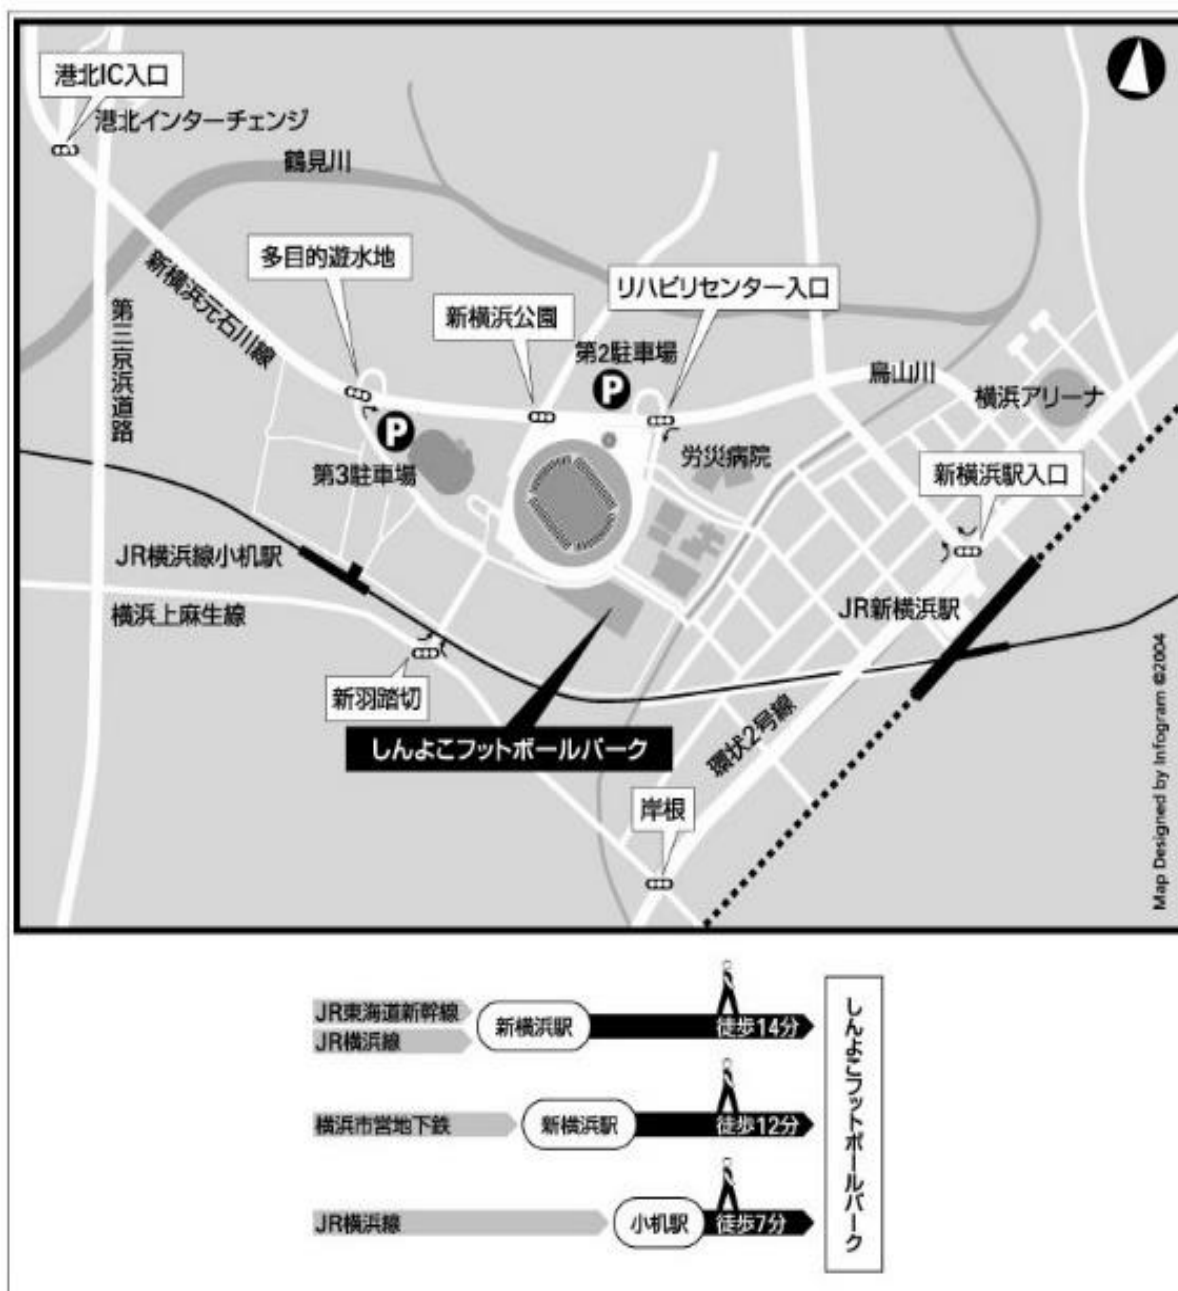 港北IC入口
港北インターチェンジ
鶴見川
多目的遊水地
新横浜元石川線
第三京浜道路
新横浜公園
リハビリセンター入口
第2駐車場
P
鳥山川
横浜アリーナ
P
第3駐車場
労災病院
新横浜駅入口
JR横浜線小机駅
横浜上麻生線
JR新横浜駅
新羽踏切
しんよこフットボールパーク
環状2号線
岸根
Map Designed by Infogram ©2004
JR東海道新幹線
JR横浜線
新横浜駅
徒歩14分
横浜市営地下鉄
新横浜駅
徒歩12分
JR横浜線
小机駅
徒歩7分
しんよこフットボールパーク